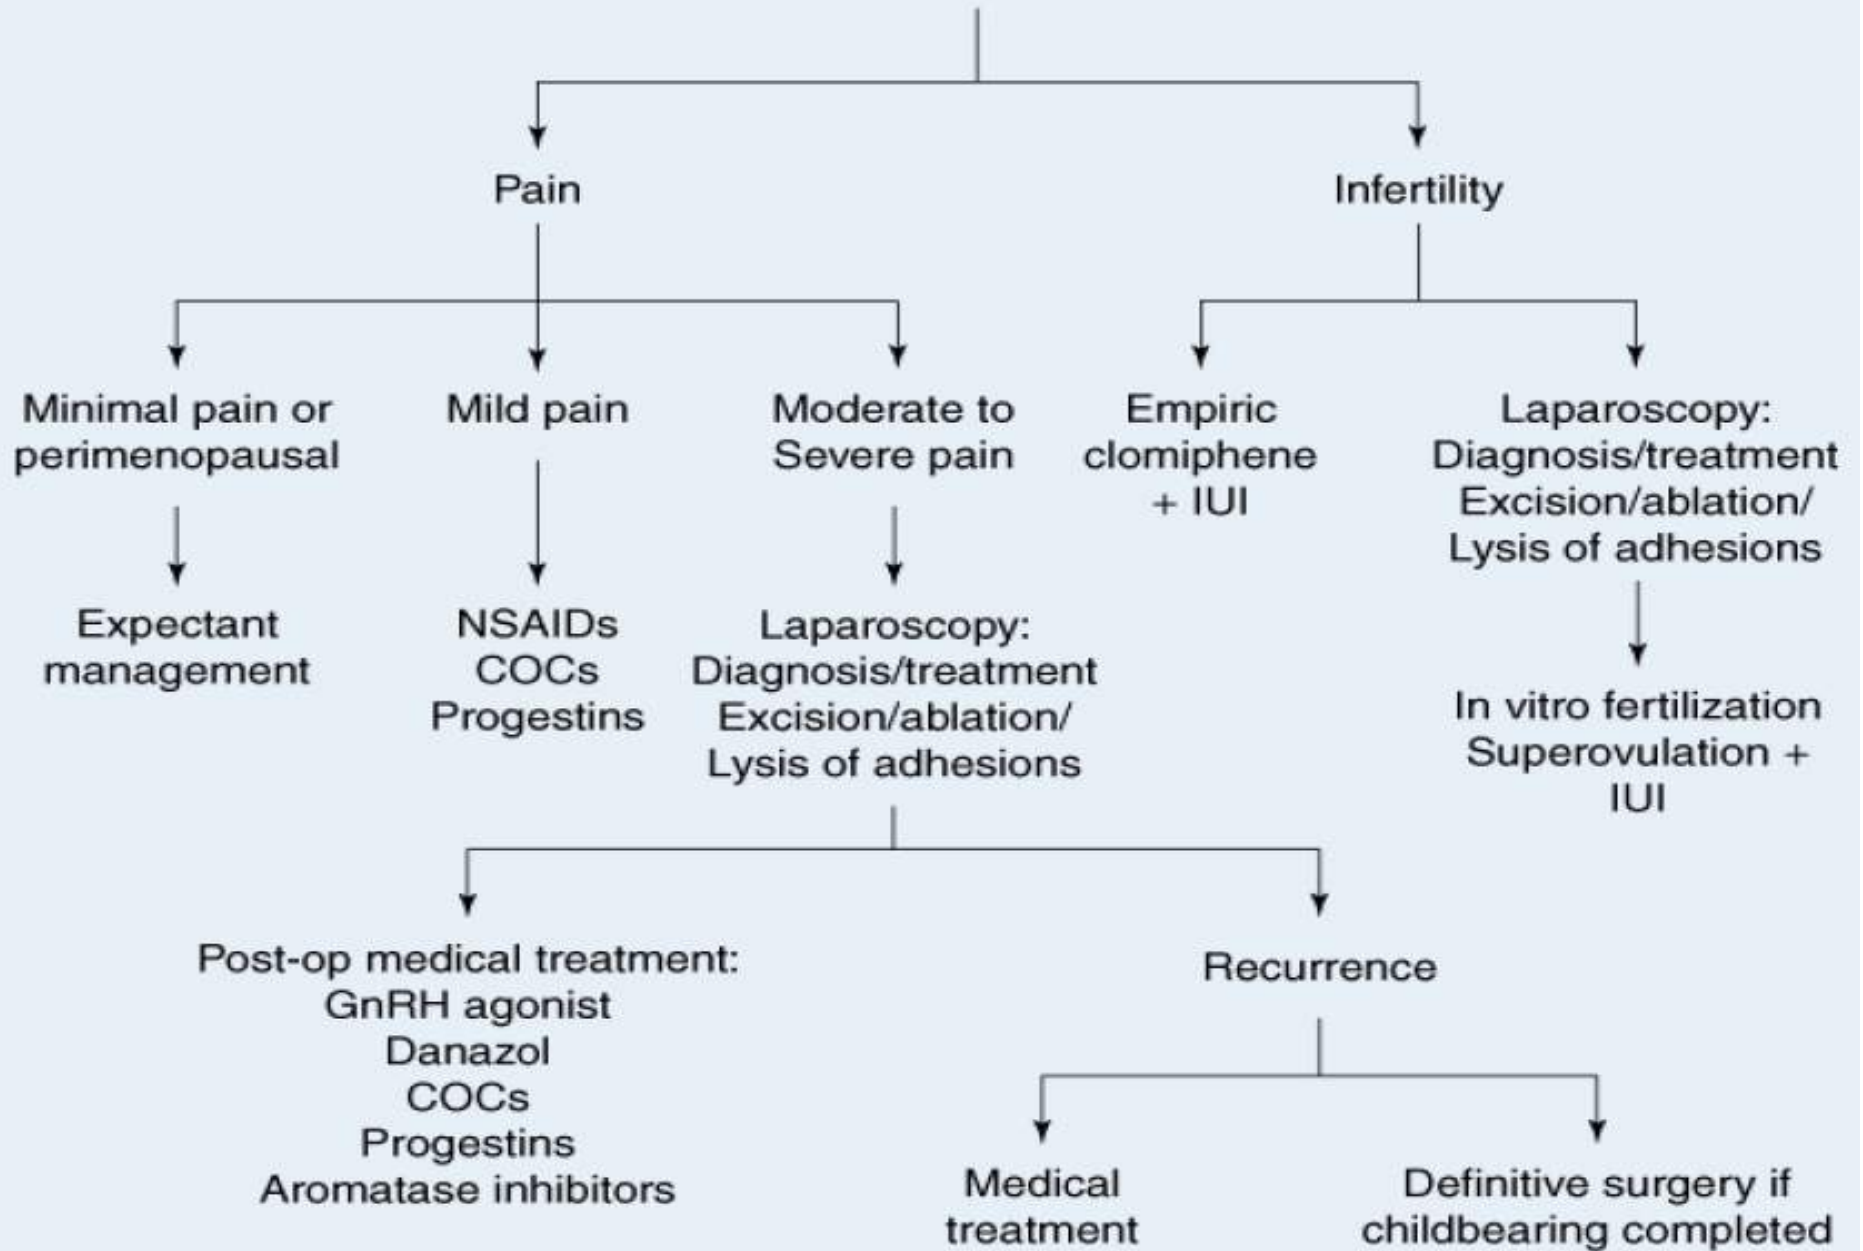 Pain
Infertility
Minimal pain or
perimenopausal
Mild pain
Moderate to
Severe pain
Empiric
clomiphene
+ IUI
Laparoscopy:
Diagnosis/treatment
Excision/ablation/
Lysis of adhesions
Expectant
management
NSAIDs
COCs
Progestins
Laparoscopy:
Diagnosis/treatment
Excision/ablation/
Lysis of adhesions
In vitro fertilization
Superovulation +
IUI
Post-op medical treatment:
GnRH agonist
Danazol
COCs
Progestins
Aromatase inhibitors
Recurrence
Medical
treatment
Definitive surgery if
childbearing completed